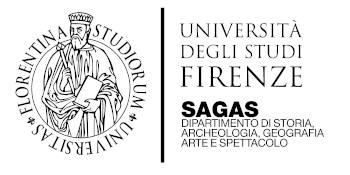 FLORENTINA STUDIORUM UNIVERSITAS
UNIVERSITÀ
DEGLI STUDI
FIRENZE
SAGAS
DIPARTIMENTO DI STORIA,
ARCHEOLOGIA, GEOGRAFIA
ARTE E SPETTACOLO